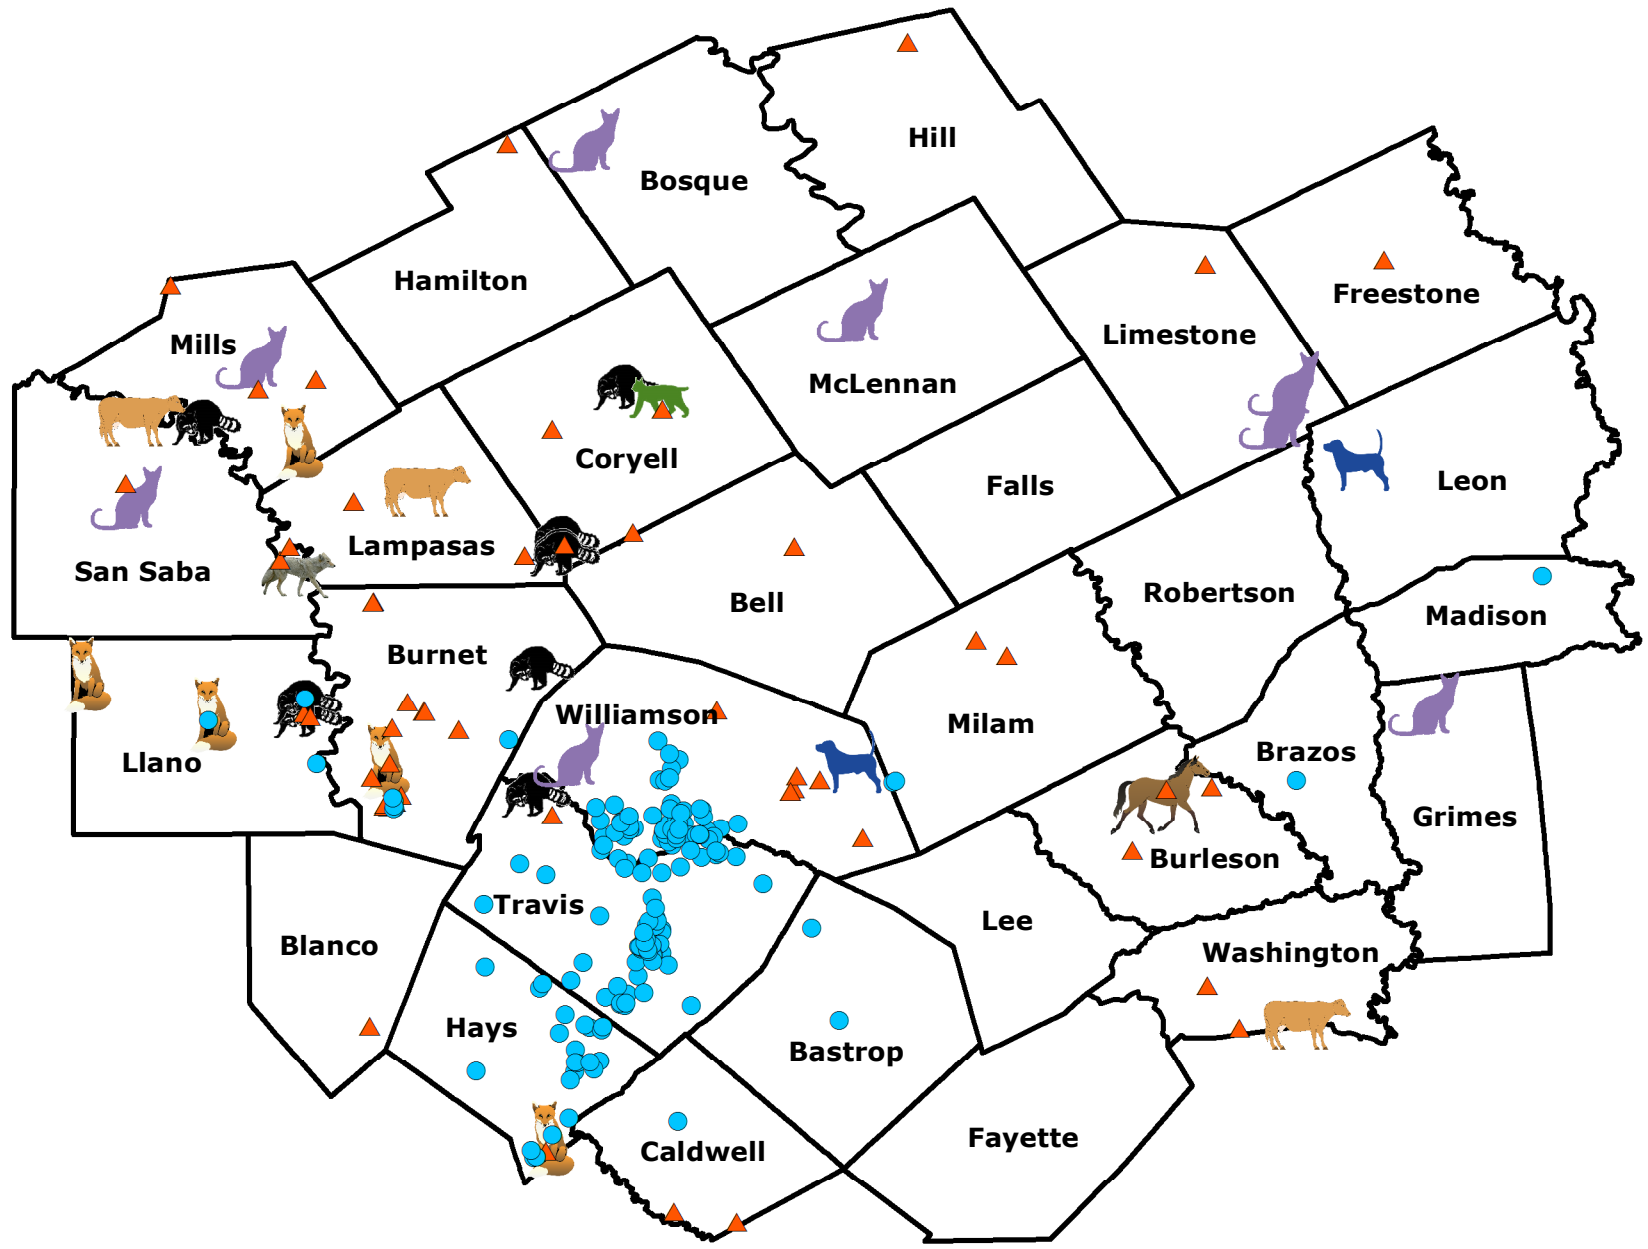 Hill
Bosque
Hamilton
Freestone
Limestone
Mills
McLennan
Coryell
Leon
Falls
Lampasas
San Saba
Robertson
Bell
Madison
Burnet
Williamson
Milam
Brazos
Llano
Grimes
Burleson
Travis
Lee
Blanco
Washington
Hays
Bastrop
Fayette
Caldwell